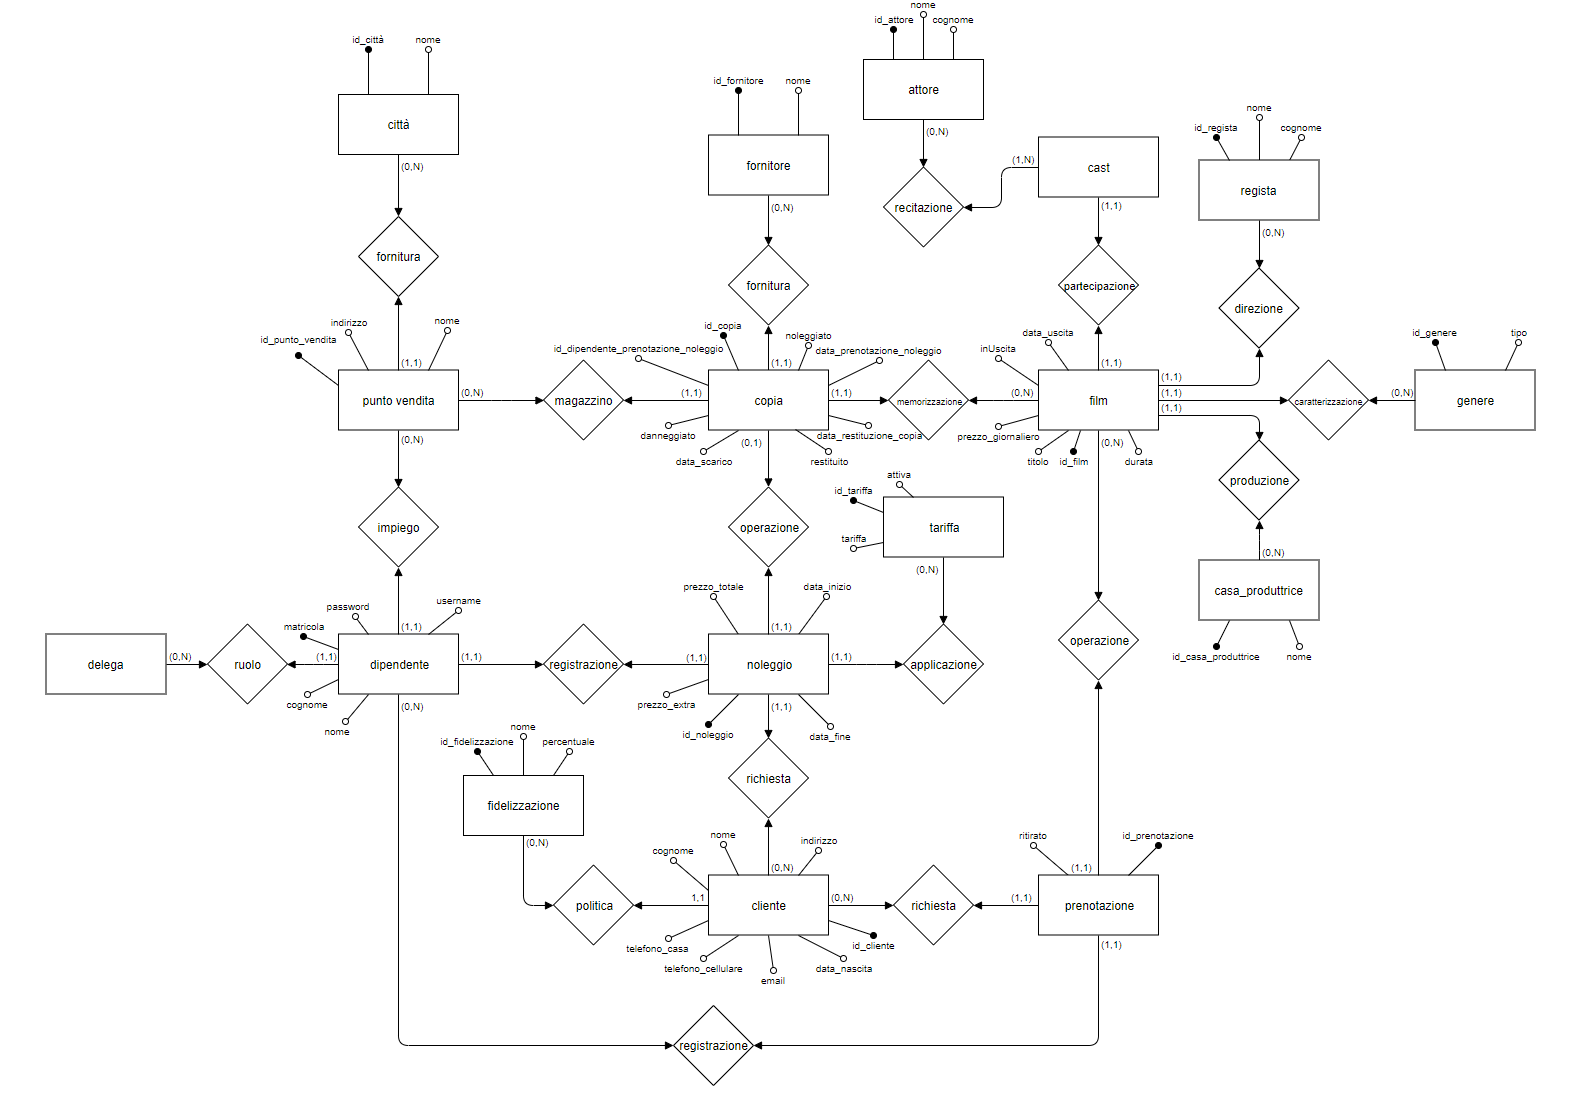 nome
id_attore
cognome
id_città
nome
attore
id_fornitore
nome
nome
id_regista
cognome
città
(0,N)
(0,N)
fornitore
(1,N)
cast
regista
recitazione
(0,N)
(1,1)
(0,N)
fornitura
fornitura
partecipazione
direzione
id_punto_vendita
indirizzo
nome
id_copia
noleggiato
id_dipendente_prenotazione_noleggio
data_prenotazione_noleggio
data_uscita
inUscita
id_genere
tipo
(1,1)
(1,1)
(1,1)
(1,1)
punto vendita
(0,N)
magazzino
(1,1)
copia
(1,1)
memorizzazione
(0,N)
film
(1,1)
caratterizzazione
(0,N)
genere
(1,1)
danneggiato
data_restituzione_copia
prezzo_giornaliero
(0,N)
(0,1)
(0,N)
data_scarico
restituito
titolo
id_film
durata
attiva
id_tariffa
produzione
impiego
operazione
tariffa
tariffa
(0,N)
(0,N)
prezzo_totale
data_inizio
casa_produttrice
password
username
matricola
(1,1)
(1,1)
operazione
delega
(0,N)
ruolo
(1,1)
dipendente
(1,1)
registrazione
(1,1)
noleggio
(1,1)
applicazione
id_casa_produttrice
nome
cognome
nome
(0,N)
prezzo_extra
id_noleggio
(1,1)
data_fine
id_fidelizzazione
nome
percentuale
richiesta
fidelizzazione
(0,N)
cognome
nome
indirizzo
ritirato
id_prenotazione
(0,N)
(1,1)
politica
1,1
cliente
(0,N)
richiesta
(1,1)
prenotazione
telefono_casa
id_cliente
(1,1)
telefono_cellulare
email
data_nascita
registrazione